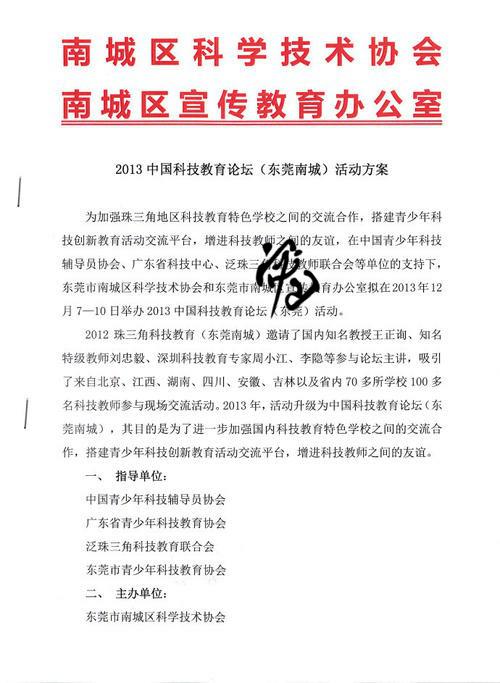 南城区科学技术协会
南城区宣传教育办公室
2013 中国科技教育论坛（东莞南城）活动方案
为加强珠三角地区科技教育特色学校之间的交流合作，搭建青少年科
技创新教育活动交流平台，增进科技教师之间的友谊，在中国青少年科技
辅导员协会、广东省科技中心、泛珠三角科技教师联合会等单位的支持下，
东莞市南城区科学技术协会和东莞市南城区宣传教育办公室拟在 2013 年 12
月 7—10 日举办 2013 中国科技教育论坛（东莞）活动。
2012 珠三角科技教育（东莞南城）邀请了国内知名教授王正询、知名
特级教师刘忠毅、深圳科技教育专家周小江、李隐等参与论坛主讲，吸引
了来自北京、江西、湖南、四川、安徽、吉林以及省内 70 多所学校 100 多
名科技教师参与现场交流活动。2013 年，活动升级为中国科技教育论坛（东
莞南城），其目的是为了进一步加强国内科技教育特色学校之间的交流合
作，搭建青少年科技创新教育活动交流平台，增进科技教师之间的友谊。
一、 指导单位：
中国青少年科技辅导员协会
广东省青少年科技教育协会
泛珠三角科技教育联合会
东莞市青少年科技教育协会
二、 主办单位：
东莞市南城区科学技术协会